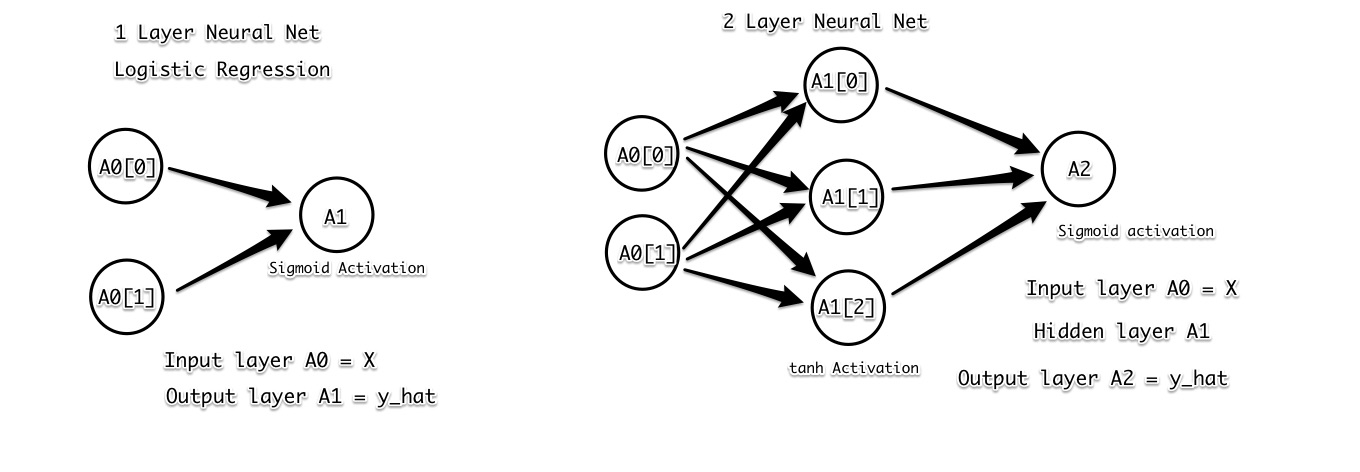 1 Layer Neural Net
Logistic Regression
A0[0]
A1
Sigmoid Activation
A0[1]
Input layer A0 = X
Output layer A1 = y_hat
2 Layer Neural Net
A1[0]
A0[0]
A1[1]
A2
Sigmoid activation
A0[1]
A1[2]
tanh Activation
Input layer A0 = X
Hidden layer A1
Output layer A2 = y_hat